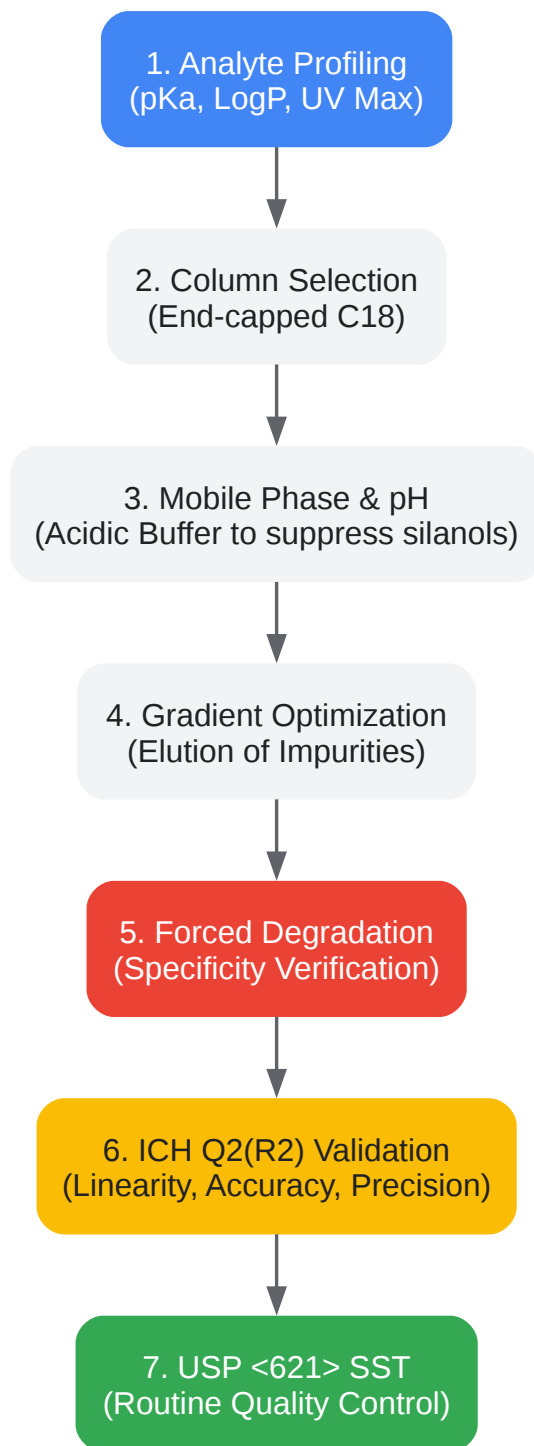 1. Analyte Profiling
(pKa, LogP, UV Max)
2. Column Selection
(End-capped C18)
3. Mobile Phase & pH
(Acidic Buffer to suppress silanols)
4. Gradient Optimization
(Elution of Impurities)
5. Forced Degradation
(Specificity Verification)
6. ICH Q2(R2) Validation
(Linearity, Accuracy, Precision)
7. USP <621> SST
(Routine Quality Control)